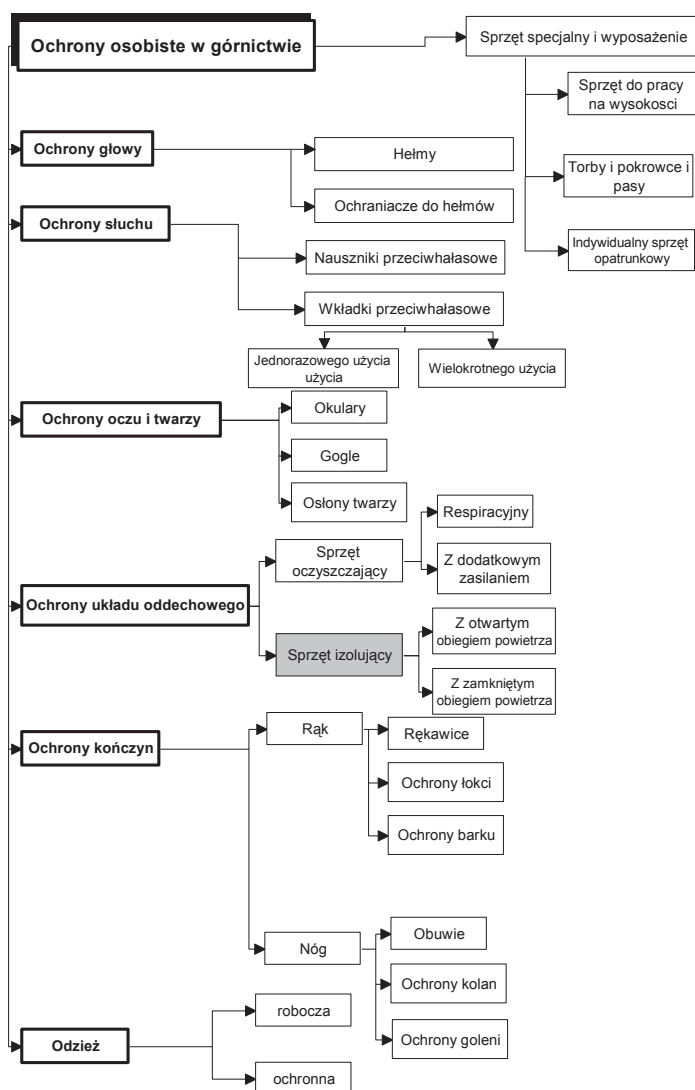 Ochrony osobiste w górnictwie
Sprzęt specjalny i wyposażenie
Sprzęt do pracy
na wysokosci
Torby i pokrowce i
pasy
Indywidualny sprzęt
opatrunkowy
Ochrony głowy
Hełmy
Ochraniacze do hełmów
Ochrony słuchu
Nauszniki przeciwhałasowe
Wkładki przeciwhałasowe
Jednorazowego użycia
użycia
Wielokrotnego użycia
Ochrony oczu i twarzy
Okulary
Gogle
Osłony twarzy
Ochrony układu oddechowego
Sprzęt
oczyszczający
Respiracyjny
Z dodatkowym
zasilaniem
Sprzęt izolujący
Z otwartym
obiegiem powietrza
Z zamkniętym
obiegiem powietrza
Ochrony kończyn
Rąk
Rękawice
Ochrony łokci
Ochrony barku
Nóg
Obuwie
Ochrony kolan
Ochrony goleni
Odzież
robocza
ochronna